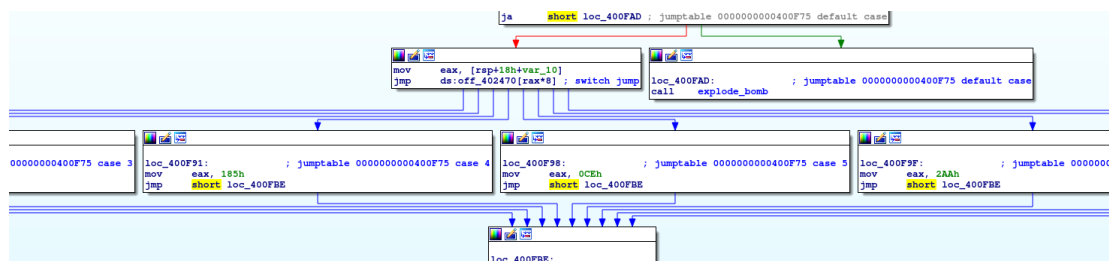 ja short loc_400FAD ; jumptable 0000000000400F75 default case
mov eax, [rsp+18h+var_10]
jmp ds:off_402470[rax*8] ; switch jump
loc_400FAD: ; jumptable 0000000000400F75 default case
call explode_bomb
00000000400F75 case 3
loc_400F91: ; jumptable 0000000000400F75 case 4
mov eax, 185h
jmp short loc_400FBE
loc_400F98: ; jumptable 0000000000400F75 case 5
mov eax, 0CEh
jmp short loc_400FBE
loc_400F9F: ; jumptable 00000000
mov eax, 2AAh
jmp short loc_400FBE
loc_400FBE: